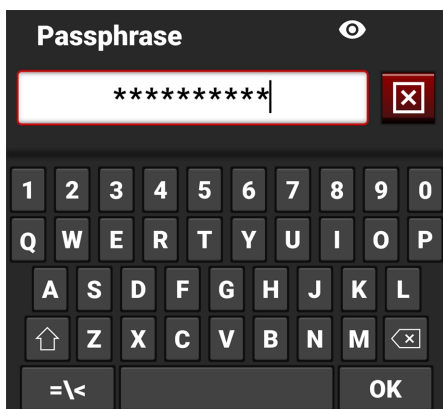 Passphrase
**********
1 2 3 4 5 6 7 8 9 0
Q W E R T Y U I O P
A S D F G H J K L
Z X C V B N M
=\< OK